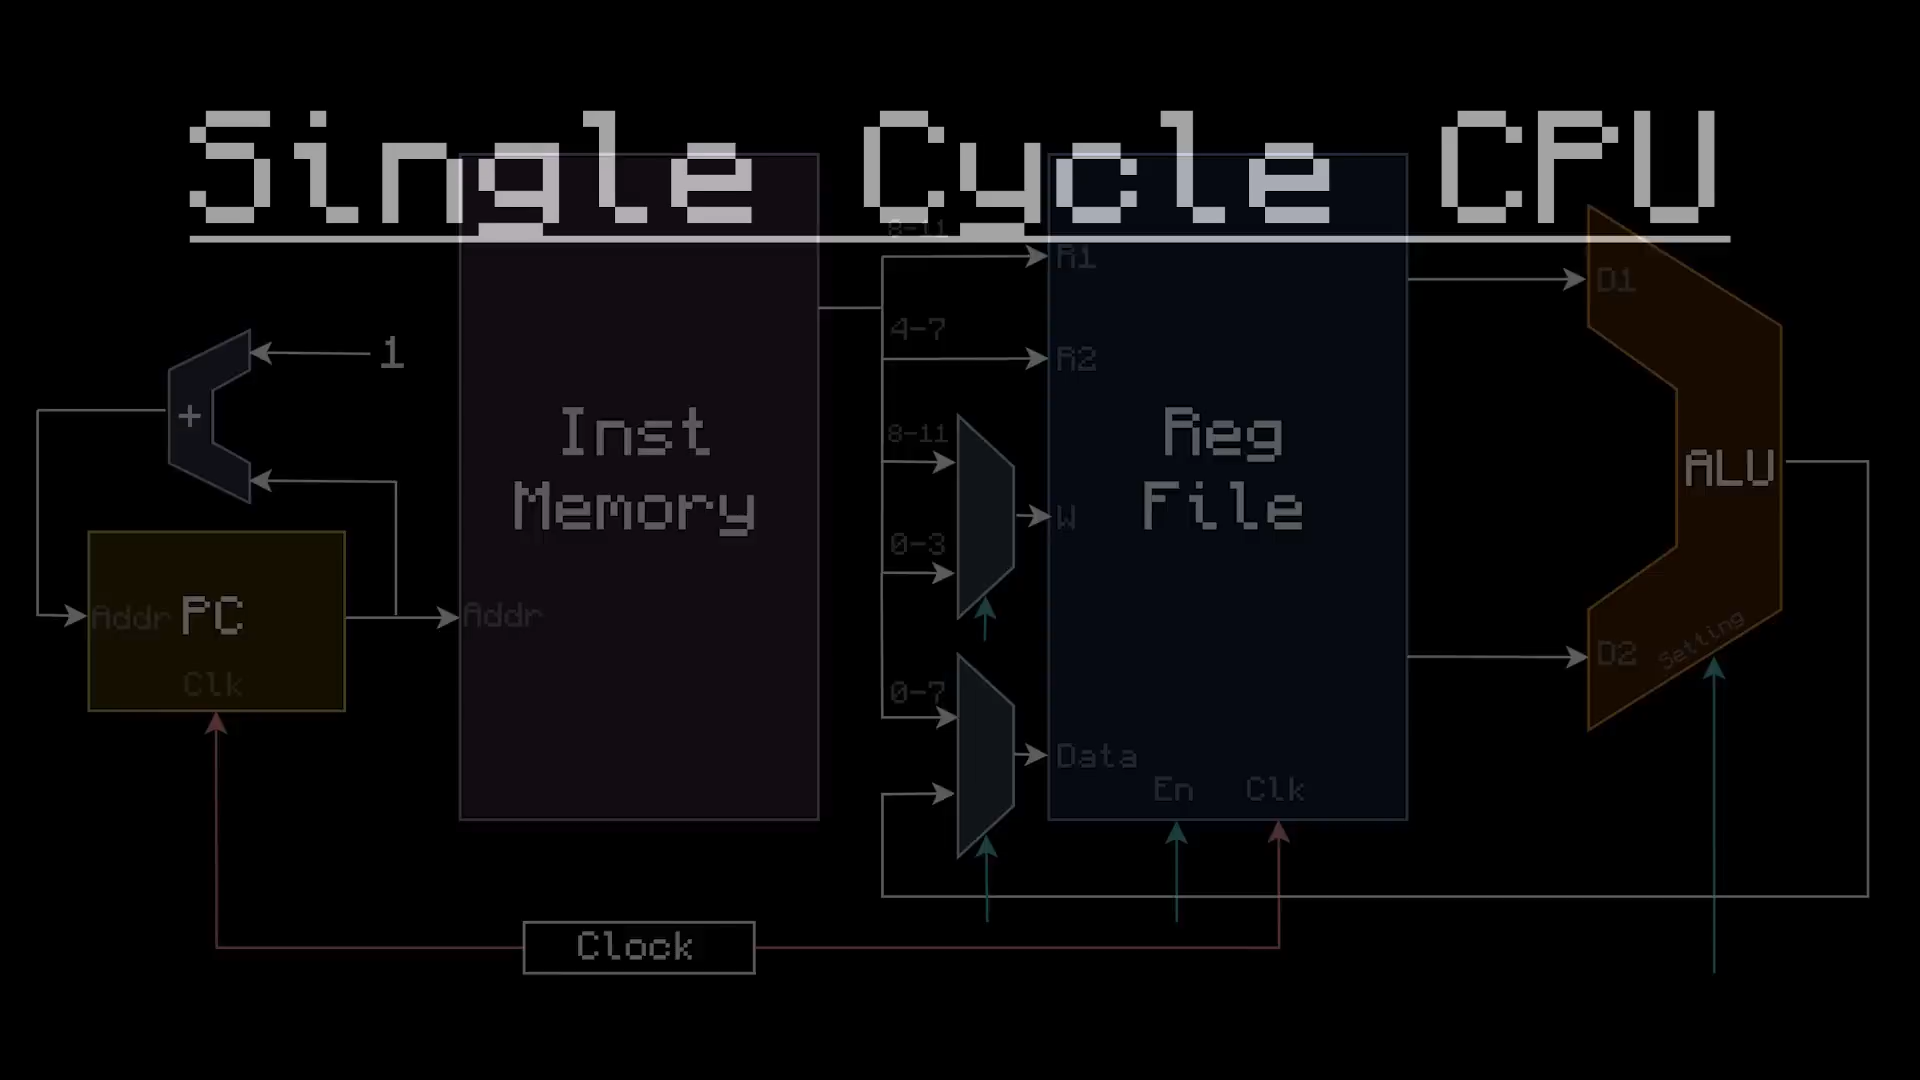 Single Cycle CPU
8-11
R1
D1
4-7
1
R2
+
Inst
Memory
8-11
Reg
File
ALU
W
0-3
Addr
PC
Addr
D2
Setting
Clk
0-7
Data
En
Clk
Clock